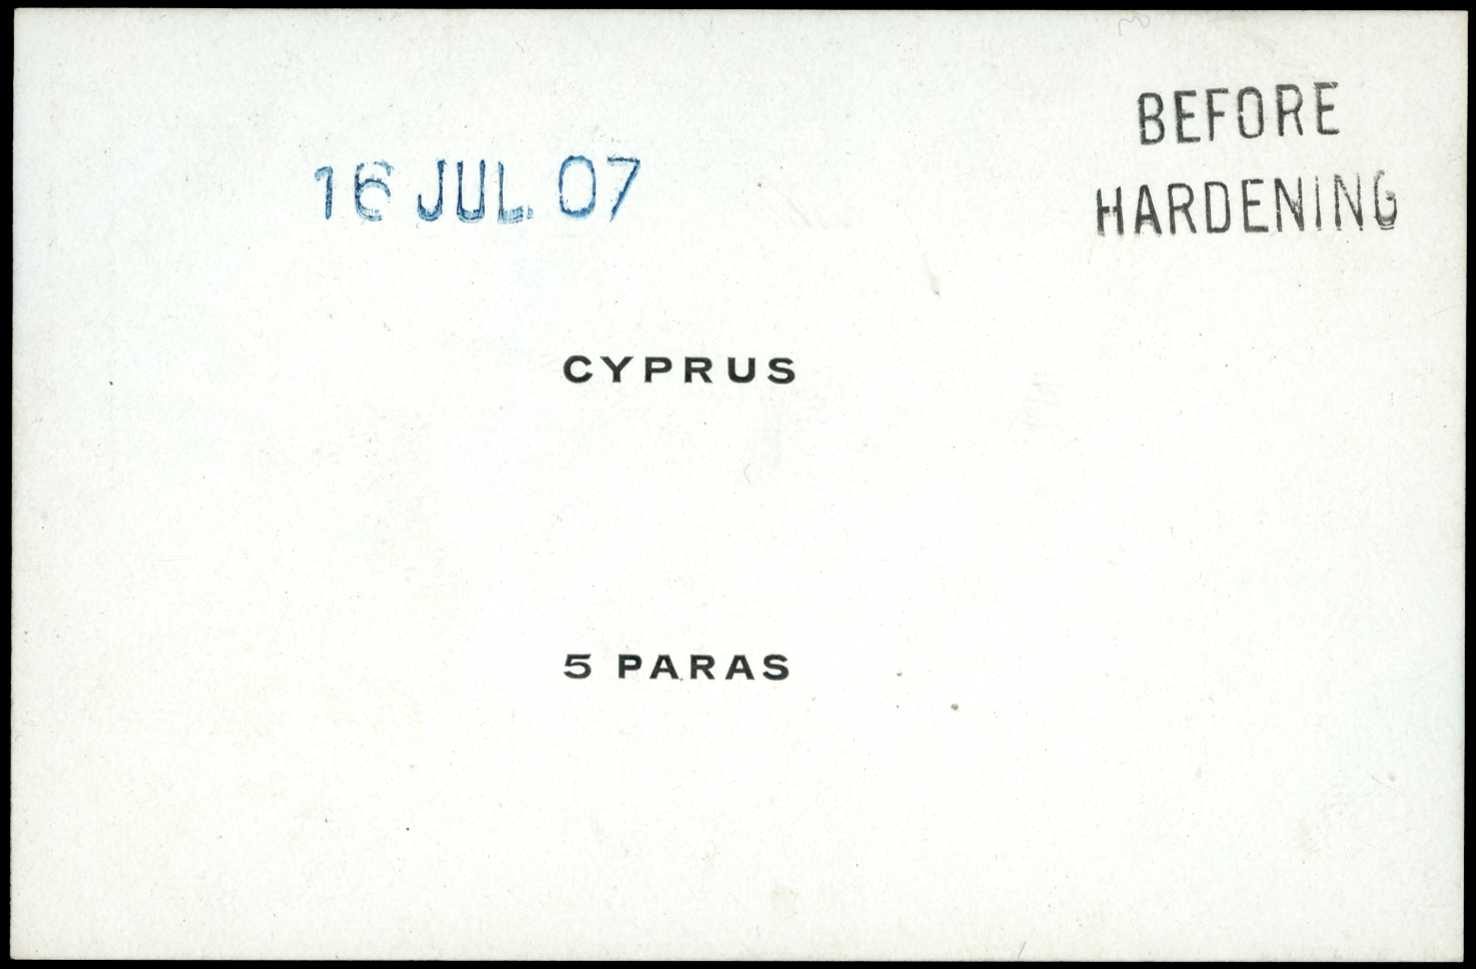 BEFORE
HARDENING
16 JUL. 07
CYPRUS
5 PARAS